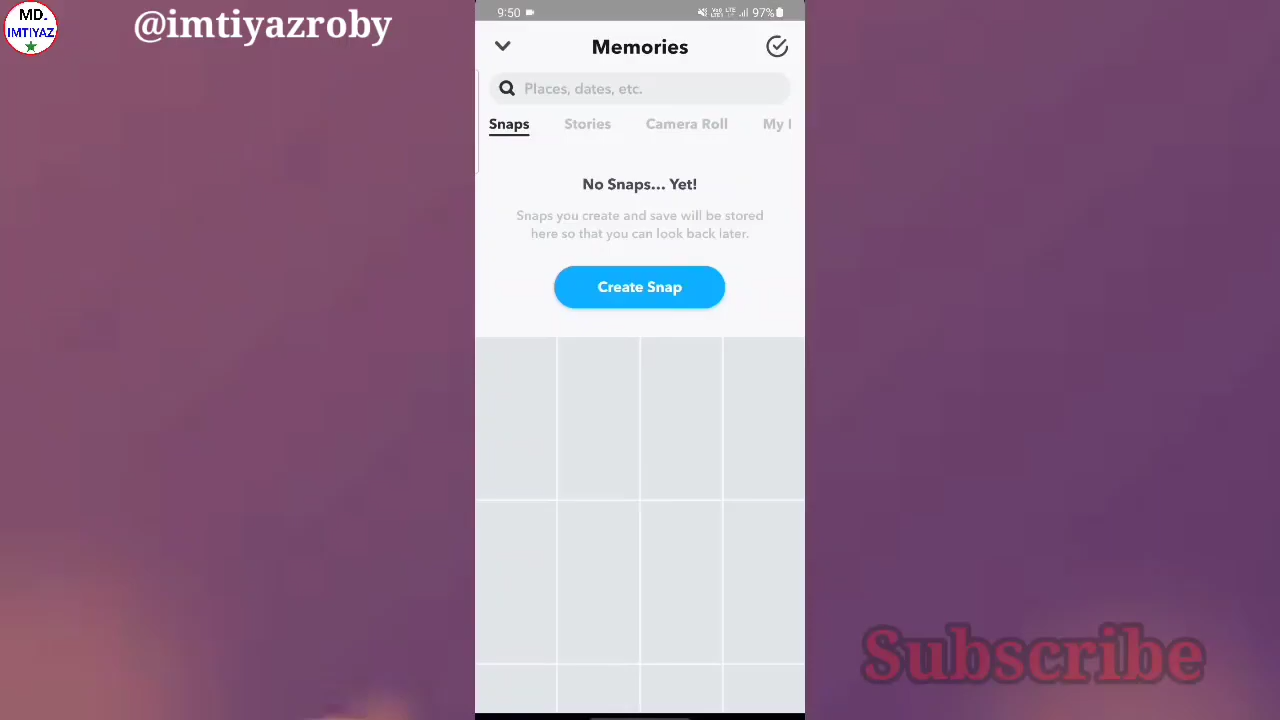 MD.
IMTIYAZ
@imtiyazroby
9:50
97%
Memories
Places, dates, etc.
Snaps Stories Camera Roll My
No Snaps... Yet!
Snaps you create and save will be stored
here so that you can look back later.
Create Snap
Subscribe